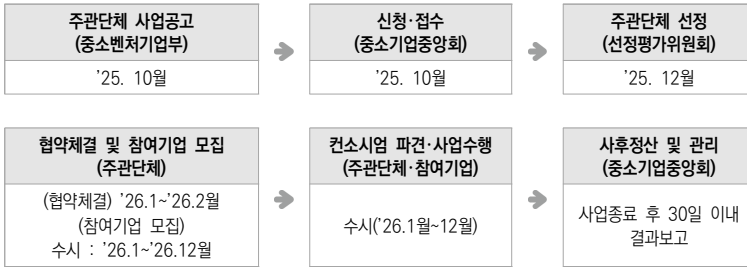 주관단체 사업공고
(중소벤처기업부)
’25. 10월
신청·접수
(중소기업중앙회)
’25. 10월
주관단체 선정
(선정평가위원회)
’25. 12월
협약체결 및 참여기업 모집
(주관단체)
(협약체결) ’26.1~’26.2월
(참여기업 모집)
수시 : ’26.1~’26.12월
컨소시엄 파견·사업수행
(주관단체·참여기업)
수시(’26.1월~12월)
사후정산 및 관리
(중소기업중앙회)
사업종료 후 30일 이내
결과보고